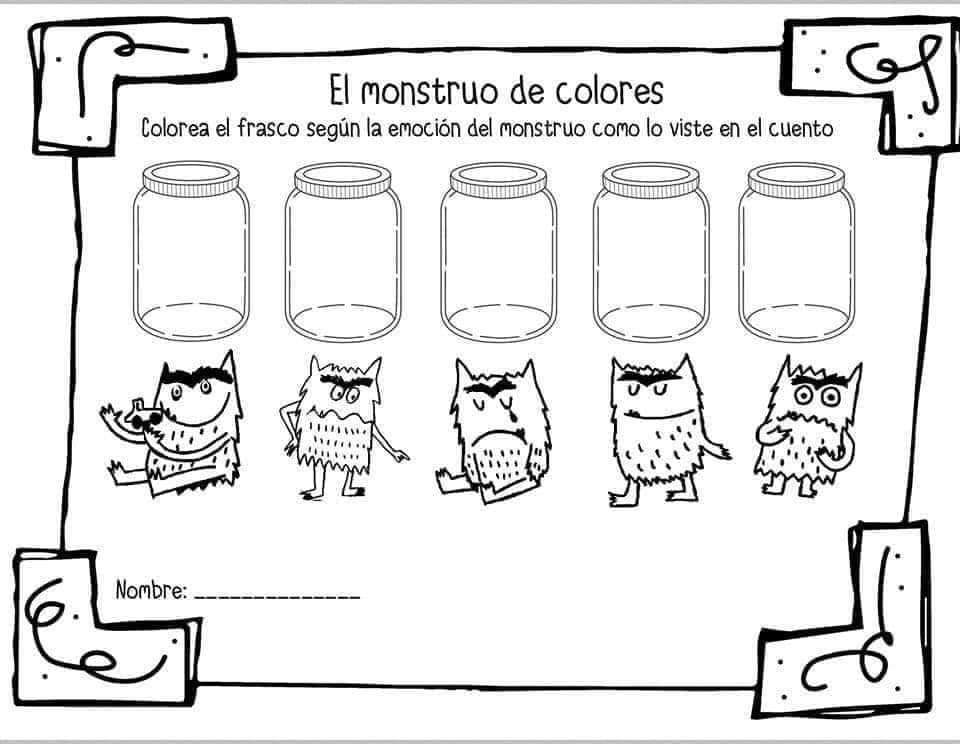 El monstruo de colores
Colorea el frasco según la emoción del monstruo como lo viste en el cuento
Nombre: ______________